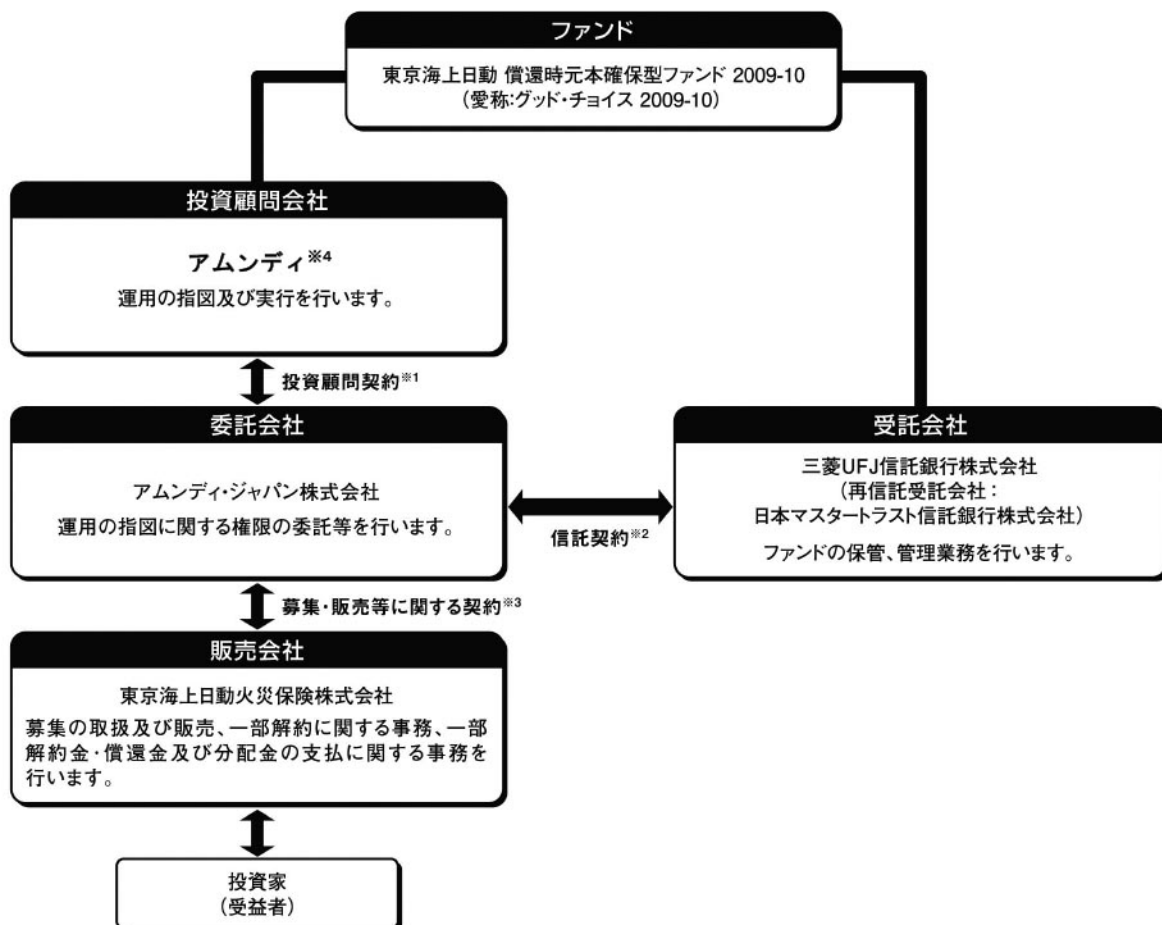 ファンド
東京海上日動 償還時元本確保型ファンド 2009-10
(愛称:グッド・チョイス 2009-10)
投資顧問会社
アムンディ※4
運用の指図及び実行を行います。
投資顧問契約※1
委託会社
アムンディ・ジャパン株式会社
運用の指図に関する権限の委託等を行います。
信託契約※2
受託会社
三菱UFJ信託銀行株式会社
(再信託受託会社:
日本マスタートラスト信託銀行株式会社)
ファンドの保管、管理業務を行います。
募集・販売等に関する契約※3
販売会社
東京海上日動火災保険株式会社
募集の取扱及び販売、一部解約に関する事務、一部
解約金・償還金及び分配金の支払に関する事務を
行います。
投資家
(受益者)